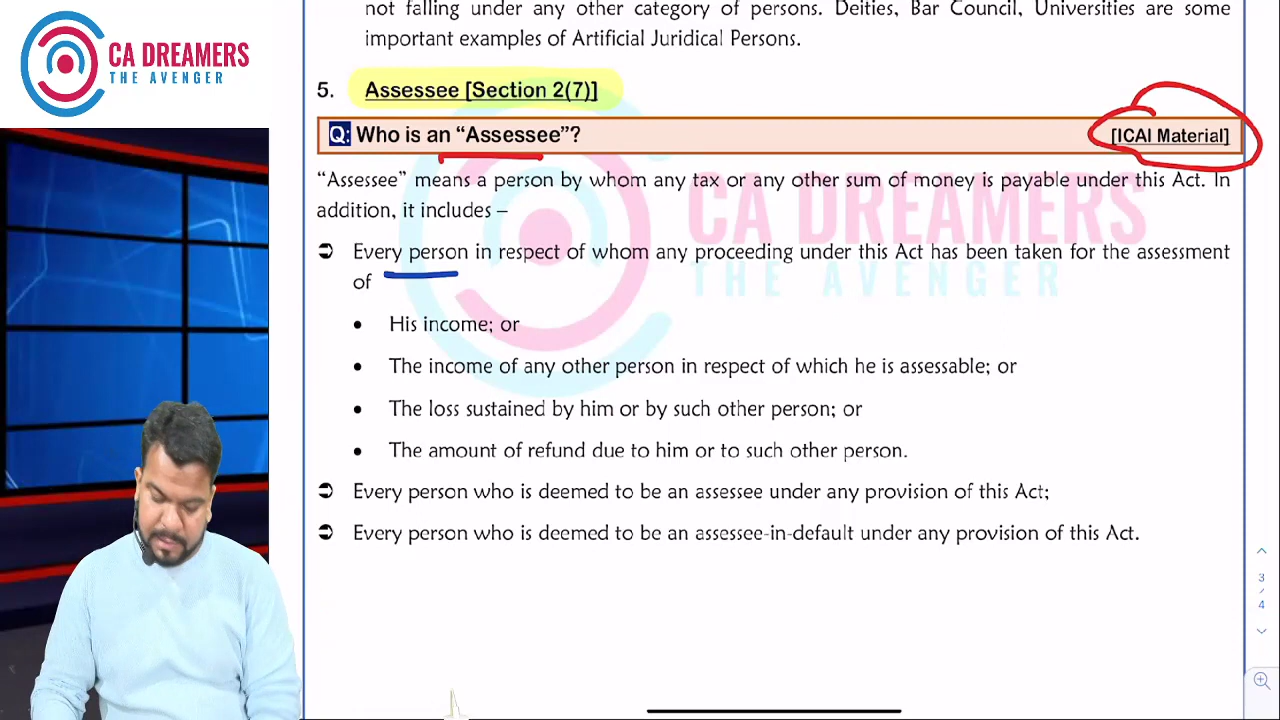 not falling under any other category of persons. Deities, Bar Council, Universities are some
important examples of Artificial Juridical Persons.
CA DREAMERS
THE AVENGER
5. Assessee [Section 2(7)]
Q: Who is an “Assessee”? [ICAI Material]
“Assessee” means a person by whom any tax or any other sum of money is payable under this Act. In
addition, it includes –
CA DREAMERS
THE AVENGER
➲ Every person in respect of whom any proceeding under this Act has been taken for the assessment
of
• His income; or
• The income of any other person in respect of which he is assessable; or
• The loss sustained by him or by such other person; or
• The amount of refund due to him or to such other person.
➲ Every person who is deemed to be an assessee under any provision of this Act;
➲ Every person who is deemed to be an assessee-in-default under any provision of this Act.
3
/
4